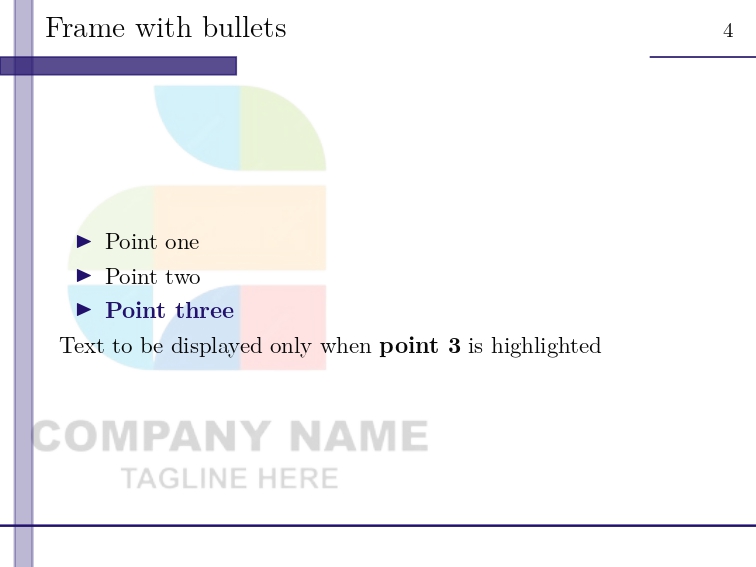 Frame with bullets
4
Point one
Point two
Point three
Text to be displayed only when point 3 is highlighted
COMPANY NAME
TAGLINE HERE